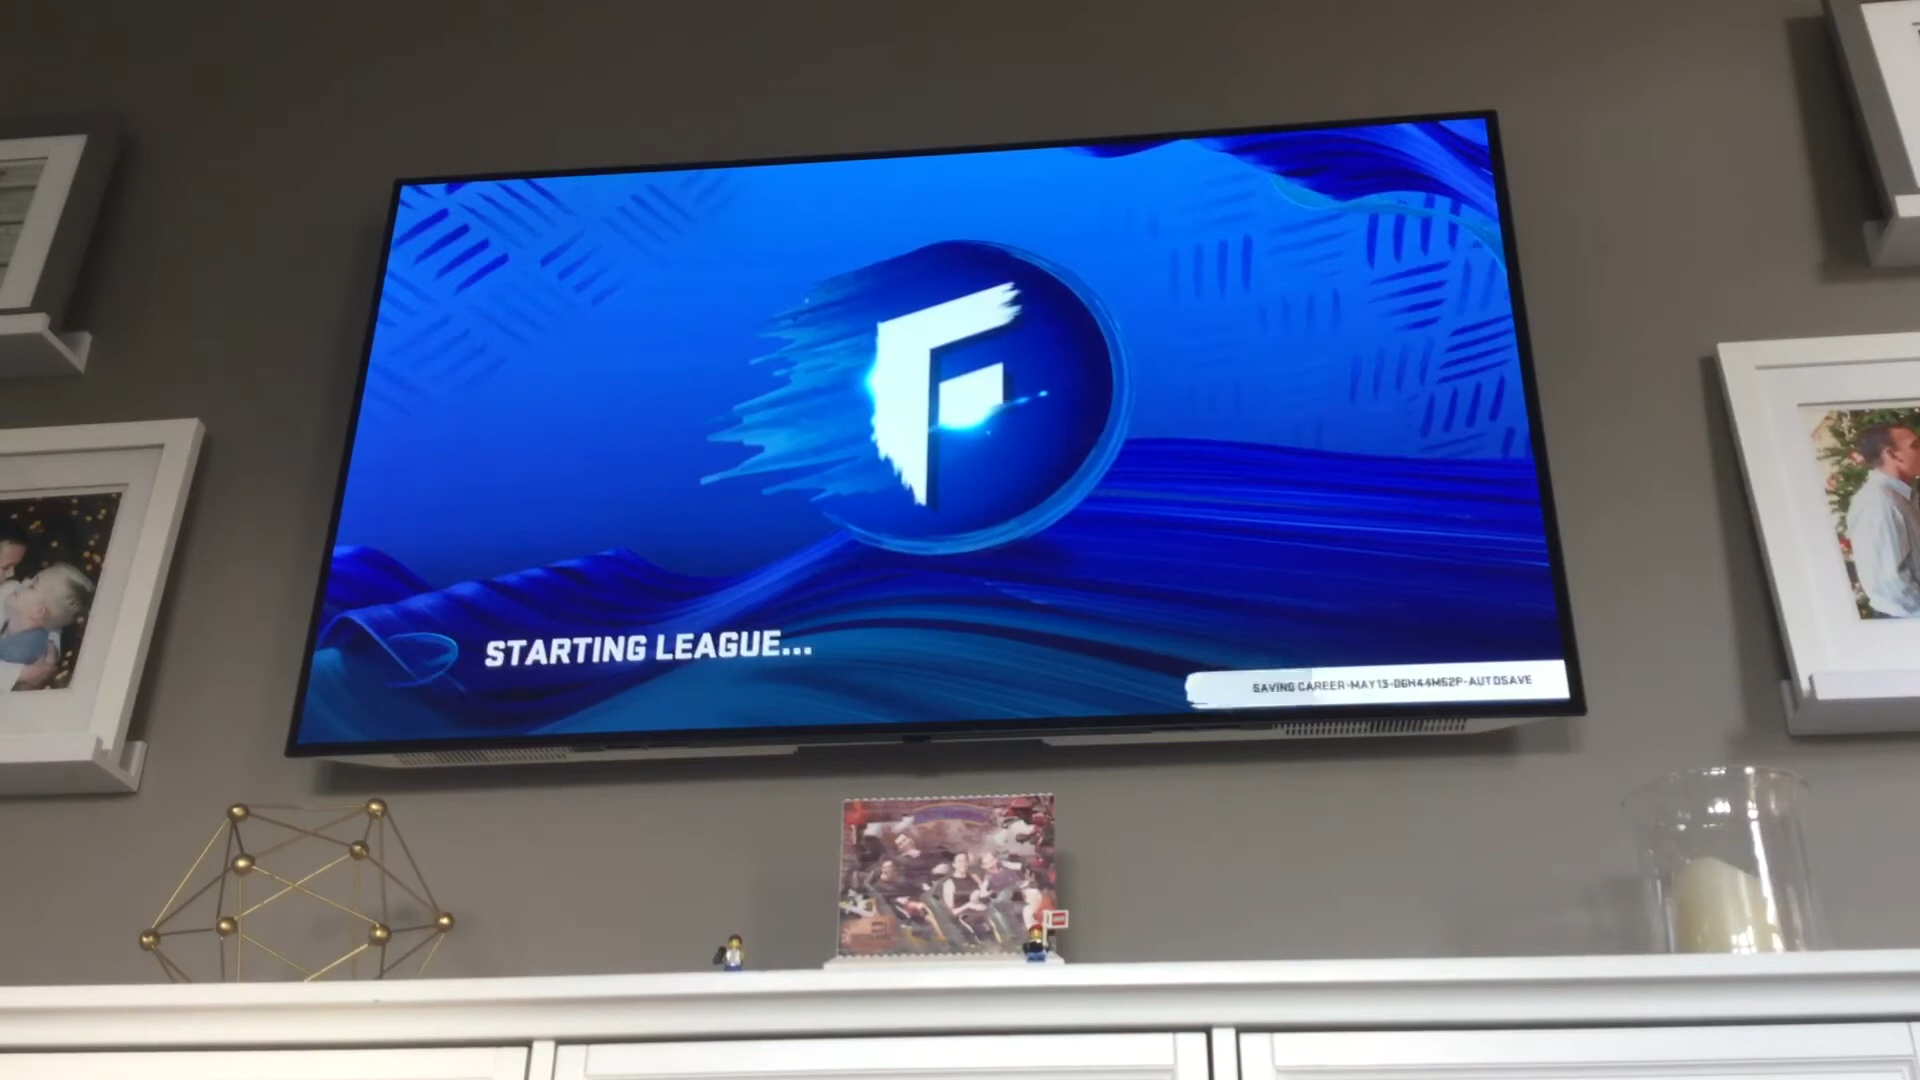 F
STARTING LEAGUE...
SAVING CAREER-MAY13-06H44M52P-AUTOSAVE